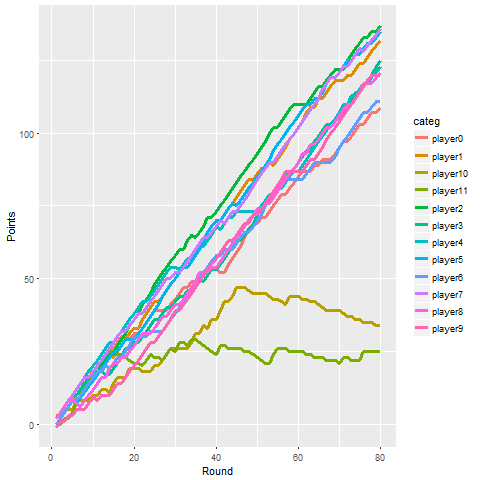 Points
100
50
0
0
20
40
60
80
Round
categ
player0
player1
player10
player11
player2
player3
player4
player5
player6
player7
player8
player9